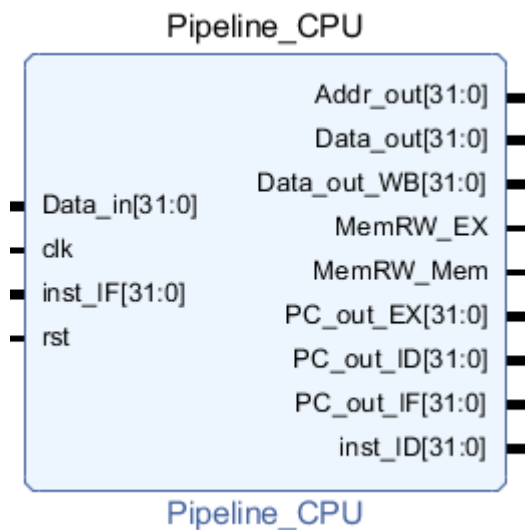 Pipeline_CPU
Data_in[31:0]
clk
inst_IF[31:0]
rst
Addr_out[31:0]
Data_out[31:0]
Data_out_WB[31:0]
MemRW_EX
MemRW_Mem
PC_out_EX[31:0]
PC_out_ID[31:0]
PC_out_IF[31:0]
inst_ID[31:0]
Pipeline_CPU